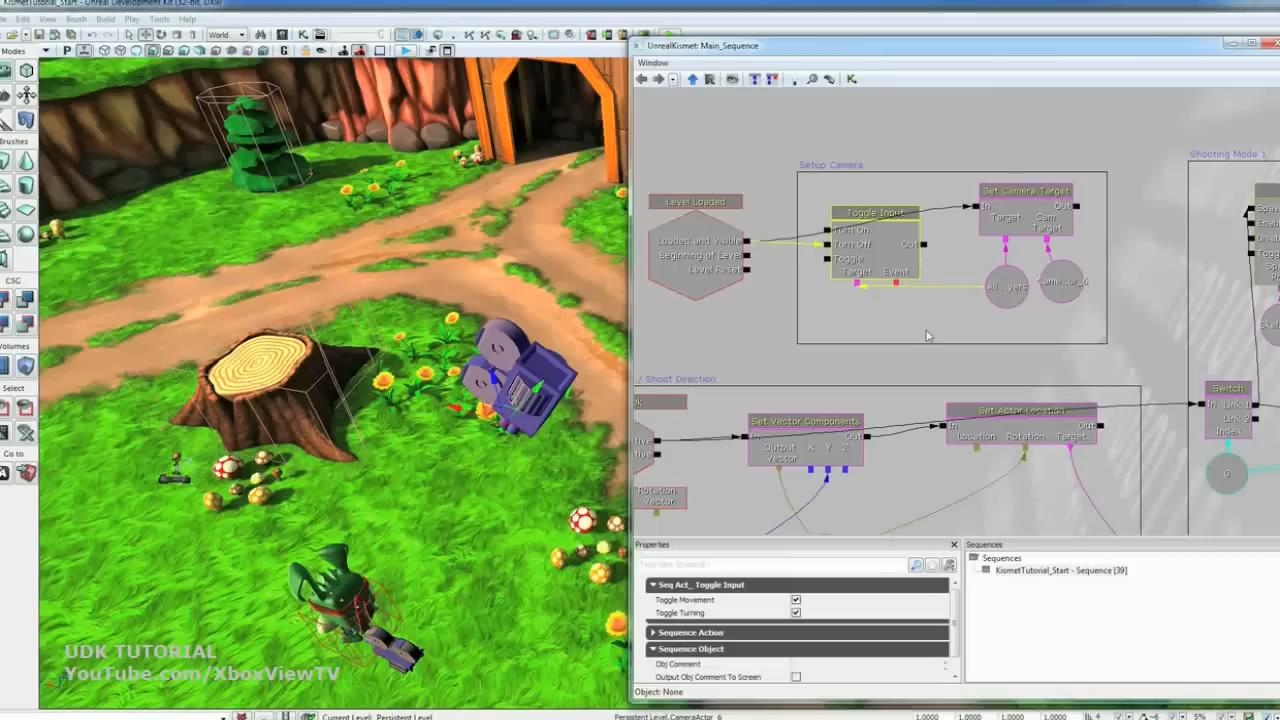 KismetTutorial_Start - Unreal Development Kit (32-bit, DX9)
Edit View Brush Build Play Tools Help
World
Modes
Brushes
CSG
Volumes
Select
Go to
UDK TUTORIAL
YouTube.com/XboxViewTV
UnrealKismet: Main_Sequence
Window
Setup Camera
Shooting Mode 1
Level Loaded
Loaded and Visible
Beginning of Level
Level Reset
Toggle Input
Turn On
Turn Off Out
Toggle
Target Event
Set Camera Target
In Out
Target Cam
Target
/ Shoot Direction
Set Vector Components
In Out
Output X Y Z
Vector
Set Actor Location
In Out
Location Rotation Target
Rotation
Vector
Switch
In Link 1
Link 2
Index
0
Properties
Seq Act_ Toggle Input
Toggle Movement
Toggle Turning
Sequence Action
Sequence Object
Obj Comment
Output Obj Comment To Screen
Sequences
Sequences
KismetTutorial_Start - Sequence [39]
Object: None
Current Level: Persistent Level
Persistent Level.CameraActor_6
1.0000 1.0000 1.0000 1.0000